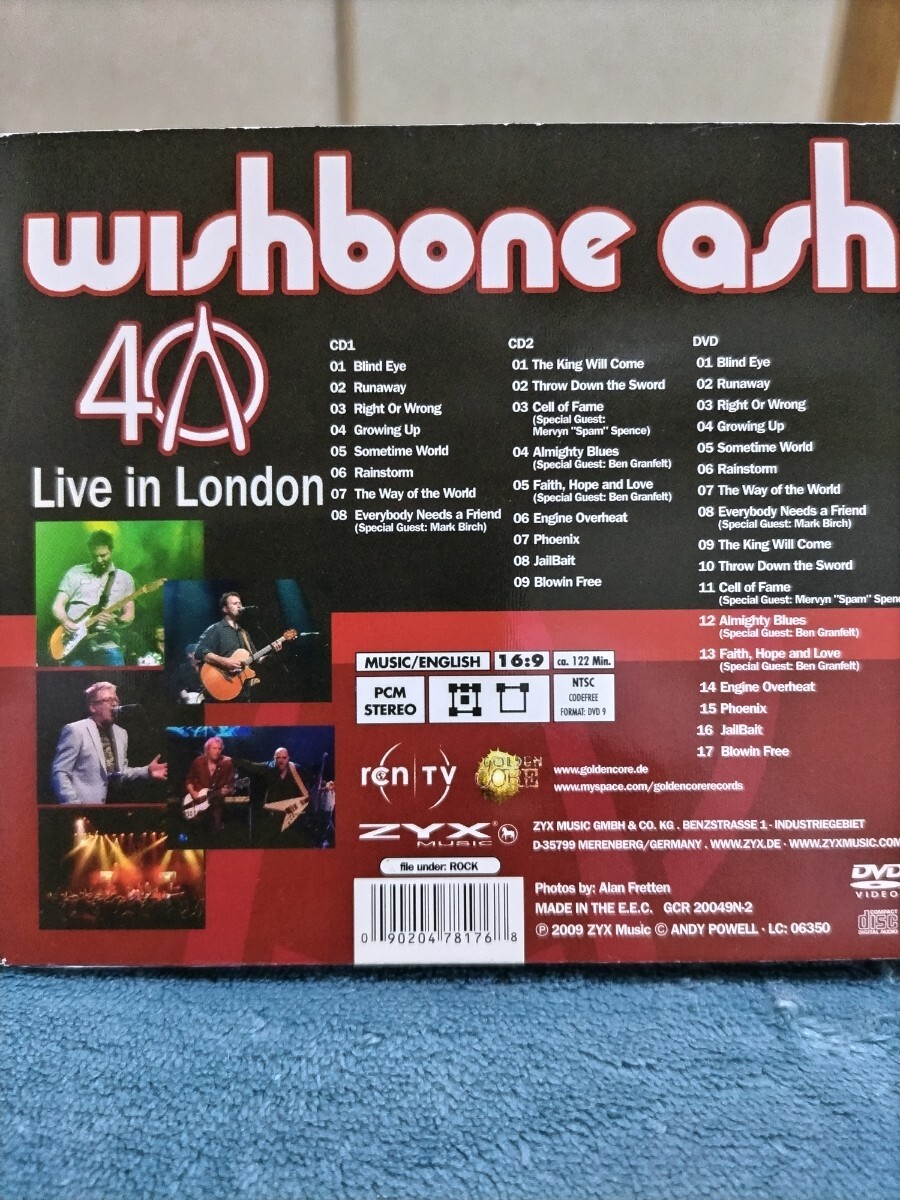 wishbone ash
40
Live in London
CD1
01 Blind Eye
02 Runaway
03 Right Or Wrong
04 Growing Up
05 Sometime World
06 Rainstorm
07 The Way of the World
08 Everybody Needs a Friend
(Special Guest: Mark Birch)
CD2
01 The King Will Come
02 Throw Down the Sword
03 Cell of Fame
(Special Guest:
Mervyn "Spam" Spence)
04 Almighty Blues
(Special Guest: Ben Granfelt)
05 Faith, Hope and Love
(Special Guest: Ben Granfelt)
06 Engine Overheat
07 Phoenix
08 JailBait
09 Blowin Free
DVD
01 Blind Eye
02 Runaway
03 Right Or Wrong
04 Growing Up
05 Sometime World
06 Rainstorm
07 The Way of the World
08 Everybody Needs a Friend
(Special Guest: Mark Birch)
09 The King Will Come
10 Throw Down the Sword
11 Cell of Fame
(Special Guest: Mervyn "Spam" Spenc
12 Almighty Blues
(Special Guest: Ben Granfelt)
13 Faith, Hope and Love
(Special Guest: Ben Granfelt)
14 Engine Overheat
15 Phoenix
16 JailBait
17 Blowin Free
MUSIC/ENGLISH
16:9
ca. 122 Min.
PCM
STEREO
NTSC
CODEFREE
FORMAT: DVD 9
rcn TV
GOLDEN
CORE
www.goldencore.de
www.myspace.com/goldencorerecords
ZYX
MUSIC
ZYX MUSIC GMBH & CO. KG . BENZSTRASSE 1 - INDUSTRIEGEBIET
D-35799 MERENBERG/GERMANY . WWW.ZYX.DE · WWW.ZYXMUSIC.COM
file under: ROCK
0 90204 78176 8
Photos by: Alan Fretten
MADE IN THE E.E.C. GCR 20049N-2
℗ 2009 ZYX Music © ANDY POWELL · LC: 06350
DVD
VIDEO
COMPACT
disc
DIGITAL AUDIO